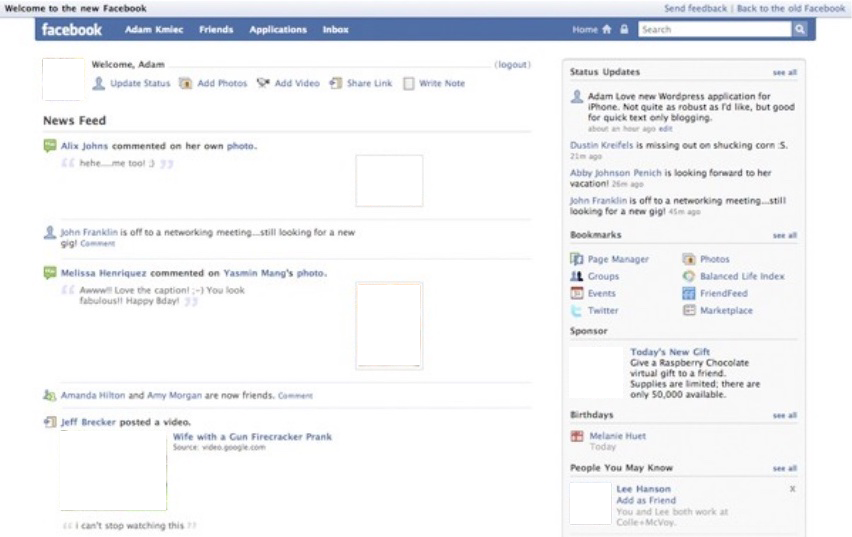 Welcome to the new Facebook
Send feedback | Back to the old Facebook
facebook Adam Kmiec Friends Applications Inbox
Home Search
Welcome, Adam (logout)
Update Status Add Photos Add Video Share Link Write Note
News Feed
Alix Johns commented on her own photo.
hehe....me too! :)
John Franklin is off to a networking meeting...still looking for a new
gig! Comment
Melissa Henriquez commented on Yasmin Mang's photo.
Awww!! Love the caption! ;-) You look
fabulous!! Happy Bday!
Amanda Hilton and Amy Morgan are now friends. Comment
Jeff Brecker posted a video.
Wife with a Gun Firecracker Prank
Source: video.google.com
i can't stop watching this
Status Updates see all
Adam Love new Wordpress application for
iPhone. Not quite as robust as I'd like, but good
for quick text only blogging.
about an hour ago edit
Dustin Kreifels is missing out on shucking corn :S.
21m ago
Abby Johnson Penich is looking forward to her
vacation! 26m ago
John Franklin is off to a networking meeting...still
looking for a new gig! 45m ago
Bookmarks see all
Page Manager Photos
Groups Balanced Life Index
Events FriendFeed
Twitter Marketplace
Sponsor
Today's New Gift
Give a Raspberry Chocolate
virtual gift to a friend.
Supplies are limited; there are
only 50,000 available.
Birthdays see all
Melanie Huet
Today
People You May Know see all
Lee Hanson x
Add as Friend
You and Lee both work at
Colle+McVoy.